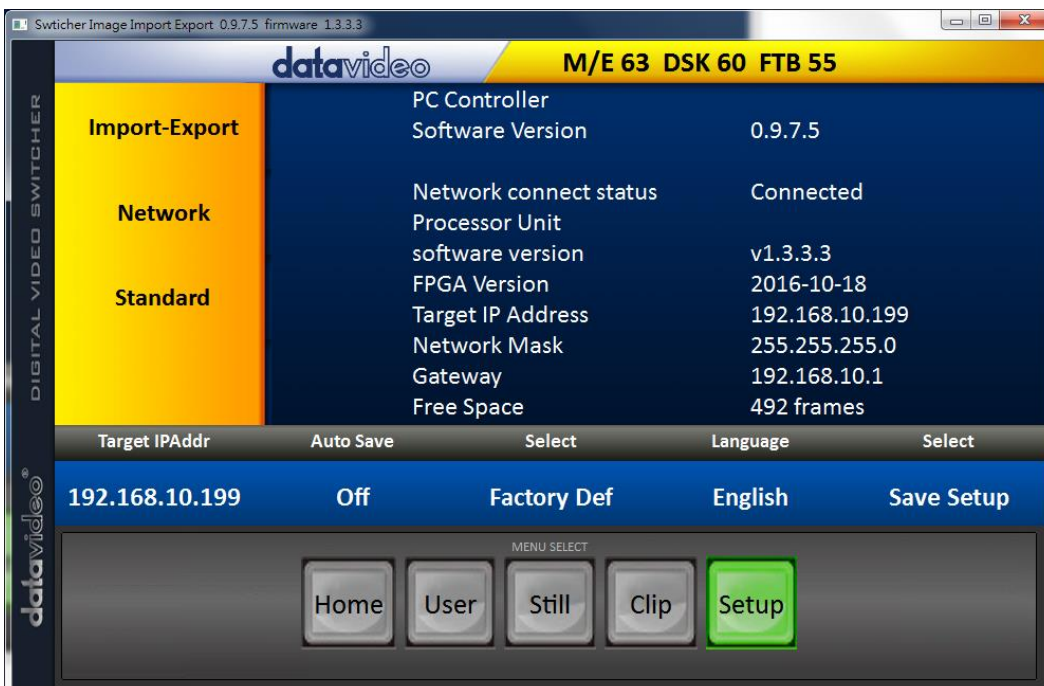 Swticher Image Import Export 0.9.7.5 firmware 1.3.3.3
datavideo
M/E 63 DSK 60 FTB 55
DIGITAL VIDEO SWITCHER
datavideo®
Import-Export
Network
Standard
PC Controller
Software Version 0.9.7.5
Network connect status Connected
Processor Unit
software version v1.3.3.3
FPGA Version 2016-10-18
Target IP Address 192.168.10.199
Network Mask 255.255.255.0
Gateway 192.168.10.1
Free Space 492 frames
Target IPAddr Auto Save Select Language Select
192.168.10.199 Off Factory Def English Save Setup
MENU SELECT
Home User Still Clip Setup